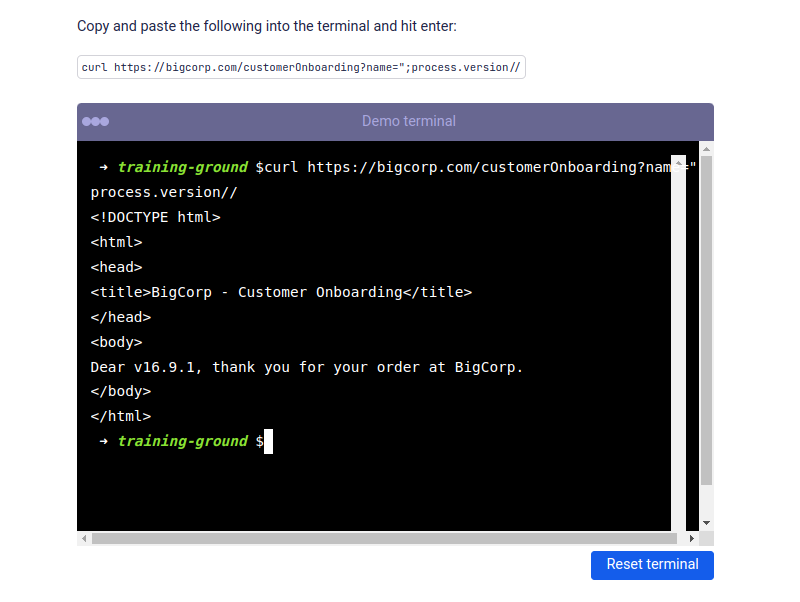 Copy and paste the following into the terminal and hit enter:
curl https://bigcorp.com/customerOnboarding?name=";process.version//
Demo terminal
➜ training-ground $curl https://bigcorp.com/customerOnboarding?name="
process.version//
<!DOCTYPE html>
<html>
<head>
<title>BigCorp - Customer Onboarding</title>
</head>
<body>
Dear v16.9.1, thank you for your order at BigCorp.
</body>
</html>
➜ training-ground $
Reset terminal